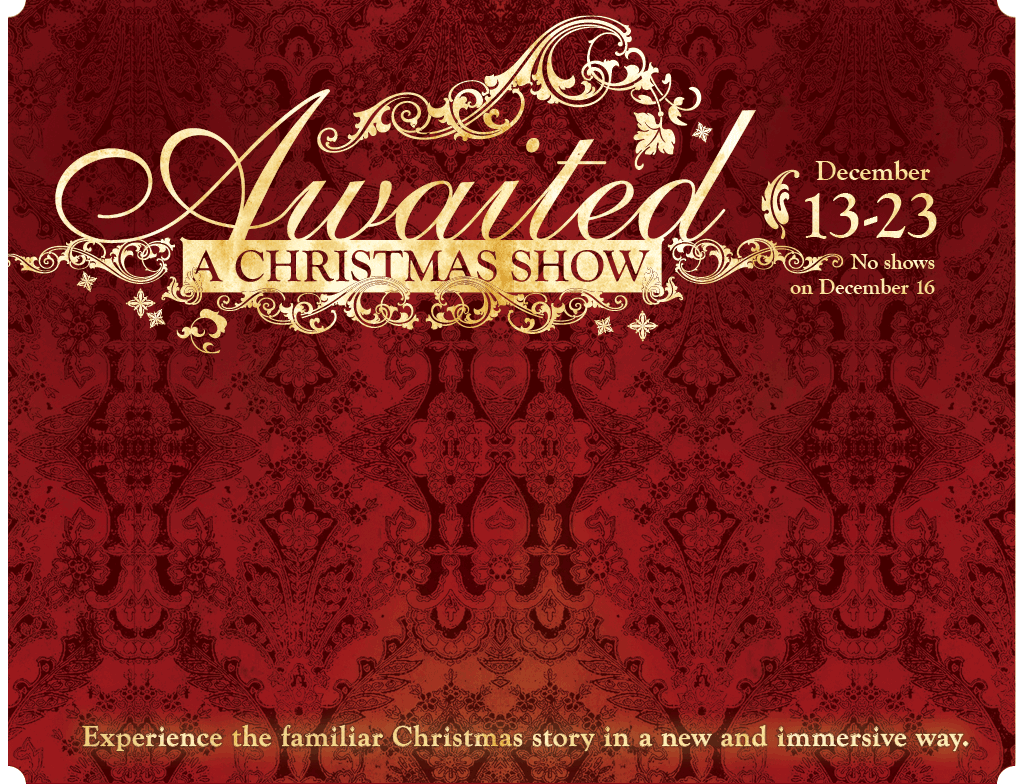 Awaited
A CHRISTMAS SHOW
December
13-23
No shows
on December 16
Experience the familiar Christmas story in a new and immersive way.